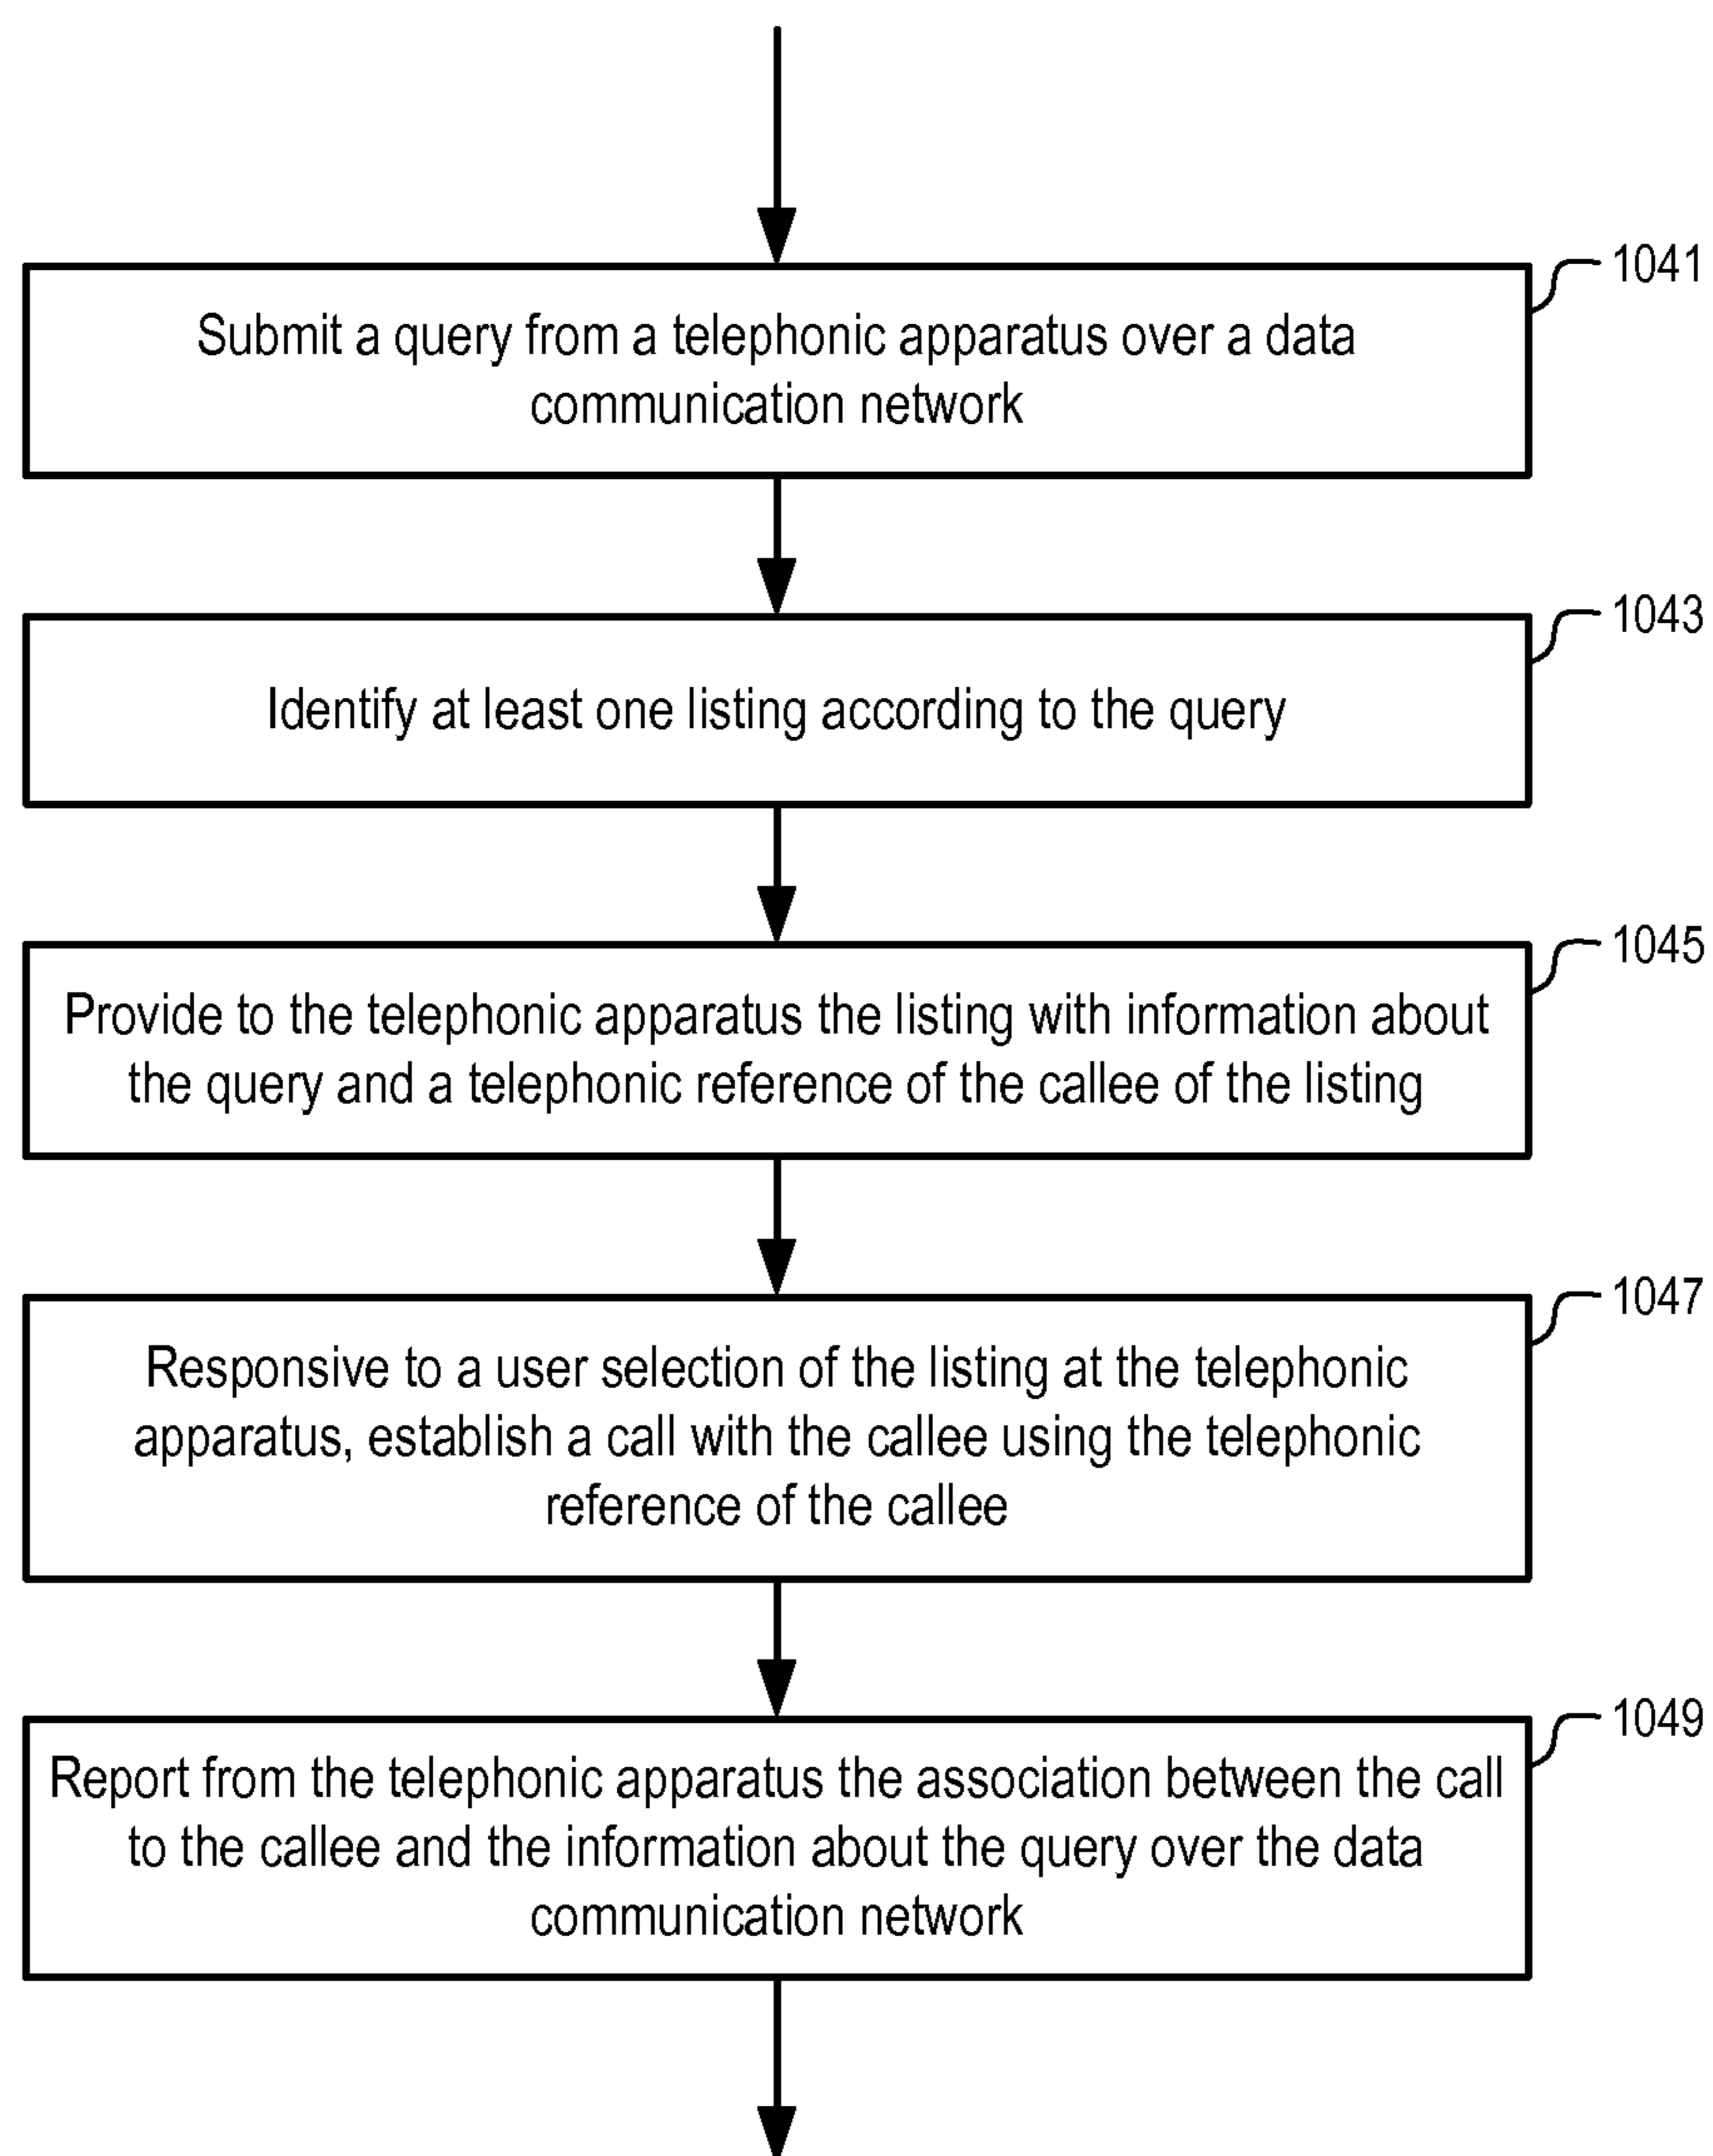 1041
Submit a query from a telephonic apparatus over a data
communication network
1043
Identify at least one listing according to the query
1045
Provide to the telephonic apparatus the listing with information about
the query and a telephonic reference of the callee of the listing
1047
Responsive to a user selection of the listing at the telephonic
apparatus, establish a call with the callee using the telephonic
reference of the callee
1049
Report from the telephonic apparatus the association between the call
to the callee and the information about the query over the data
communication network